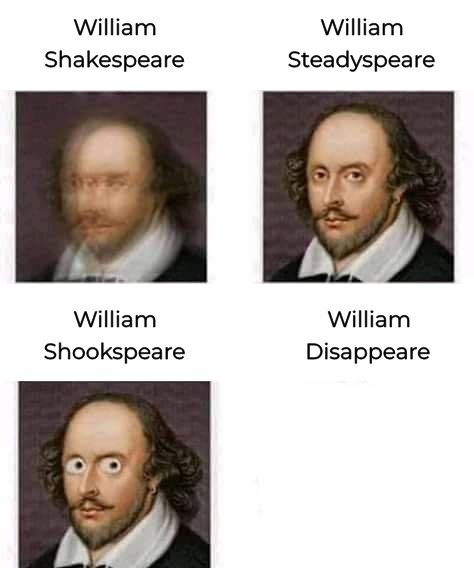 William
Shakespeare
William
Steadyspeare
William
Shookspeare
William
Disappeare